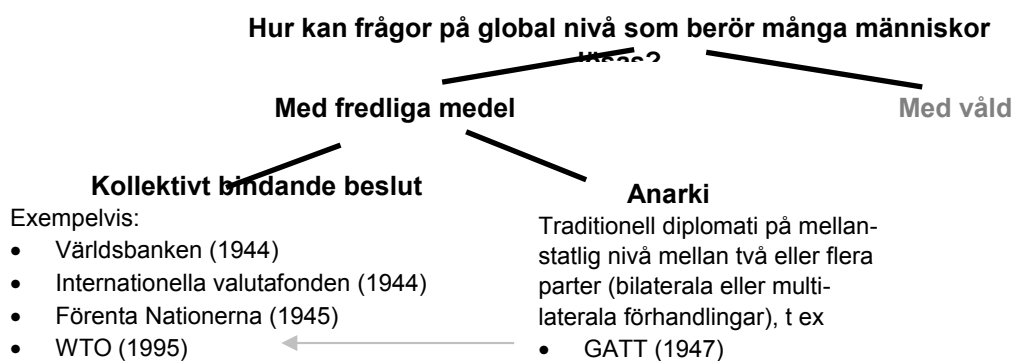 Hur kan frågor på global nivå som berör många människor
lösas?
Med fredliga medel
Med våld
Kollektivt bindande beslut
Exempelvis:
• Världsbanken (1944)
• Internationella valutafonden (1944)
• Förenta Nationerna (1945)
• WTO (1995)
Anarki
Traditionell diplomati på mellan-
statlig nivå mellan två eller flera
parter (bilaterala eller multi-
laterala förhandlingar), t ex
• GATT (1947)